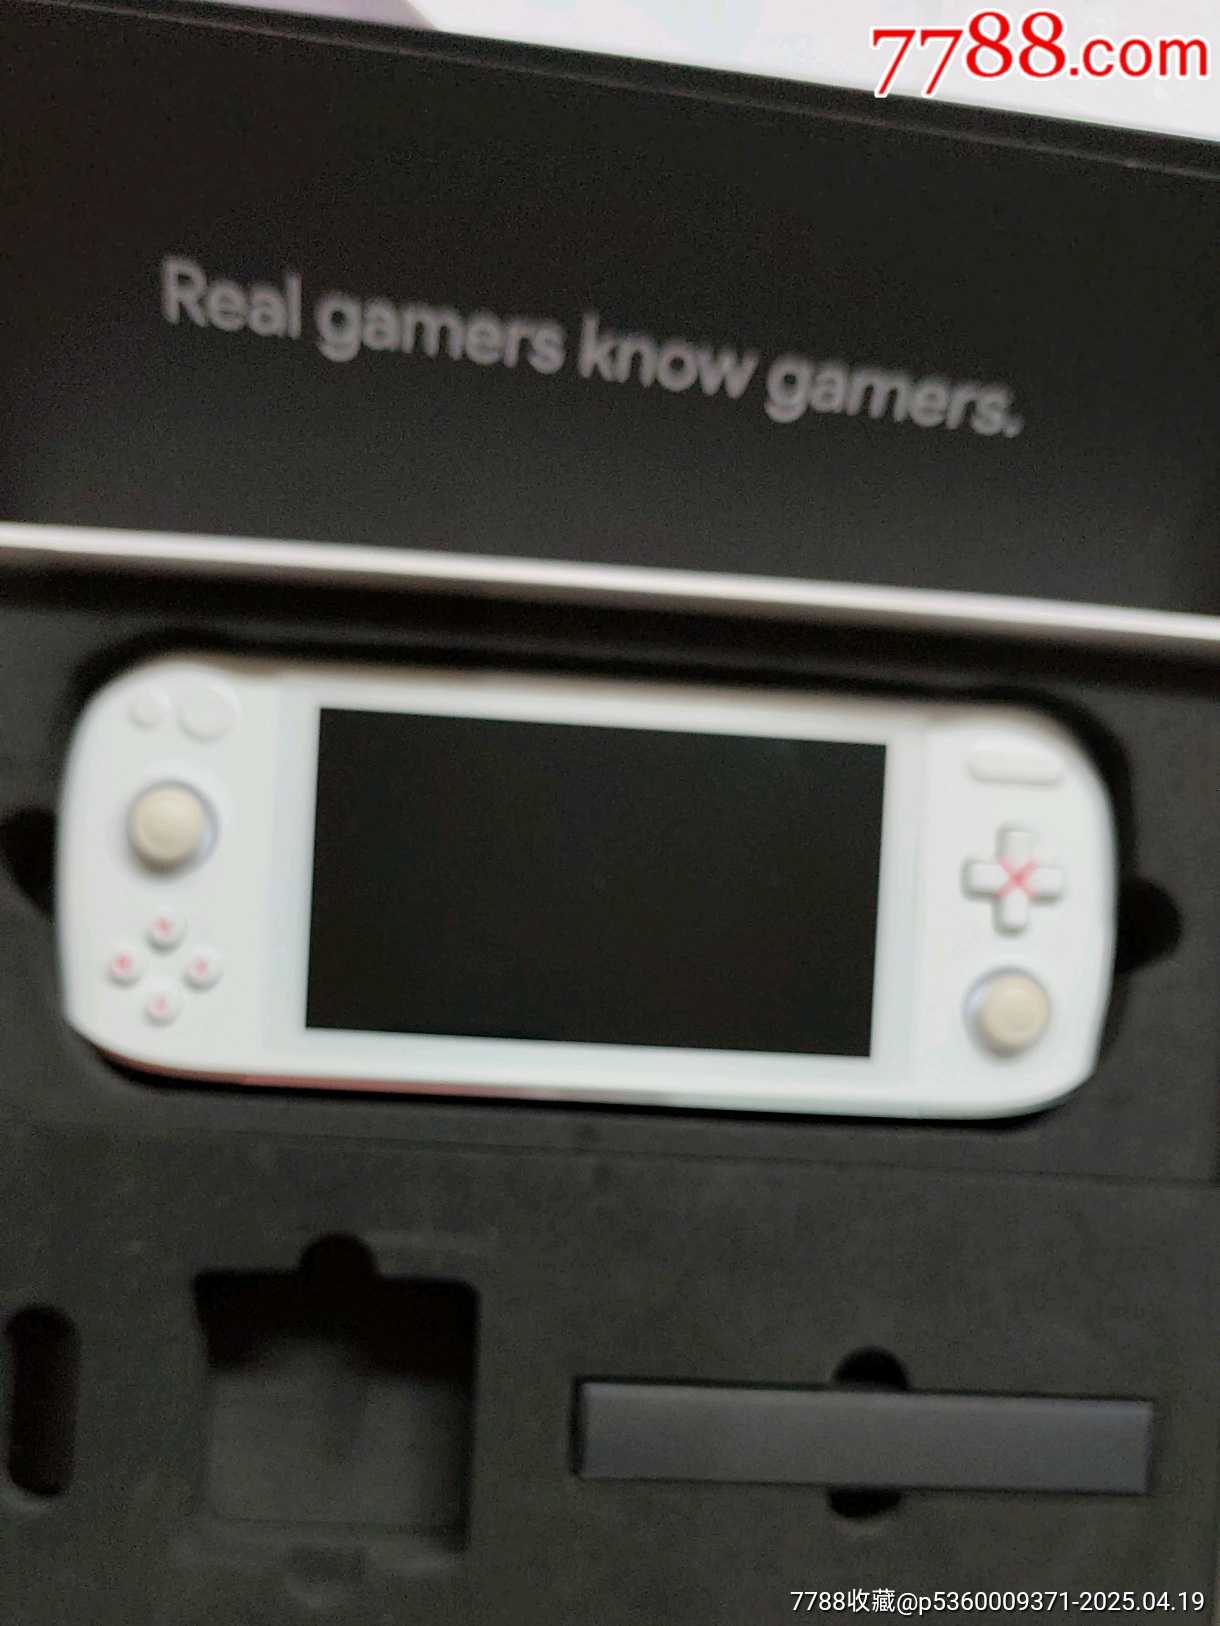 7788.com
Real gamers know gamers.
7788收藏@p5360009371-2025.04.19